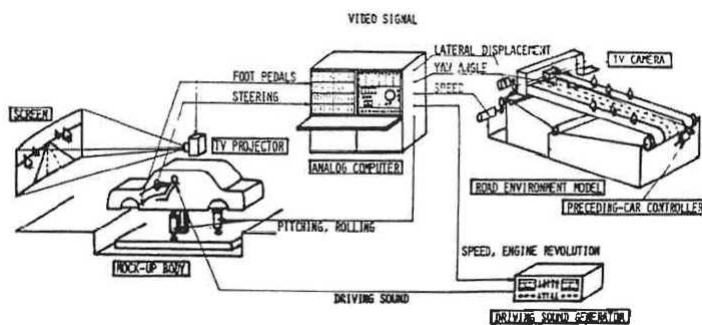 VIDEO SIGNAL
LATERAL DISPLACEMENT
YAW ANGLE
SPEED
TV CAMERA
FOOT PEDALS
STEERING
SCREEN
TV PROJECTOR
ANALOG COMPUTER
ROAD ENVIRONMENT MODEL
PRECEDING-CAR CONTROLLER
PITCHING, ROLLING
MOCK-UP BODY
SPEED, ENGINE REVOLUTION
DRIVING SOUND
DRIVING SOUND GENERATOR